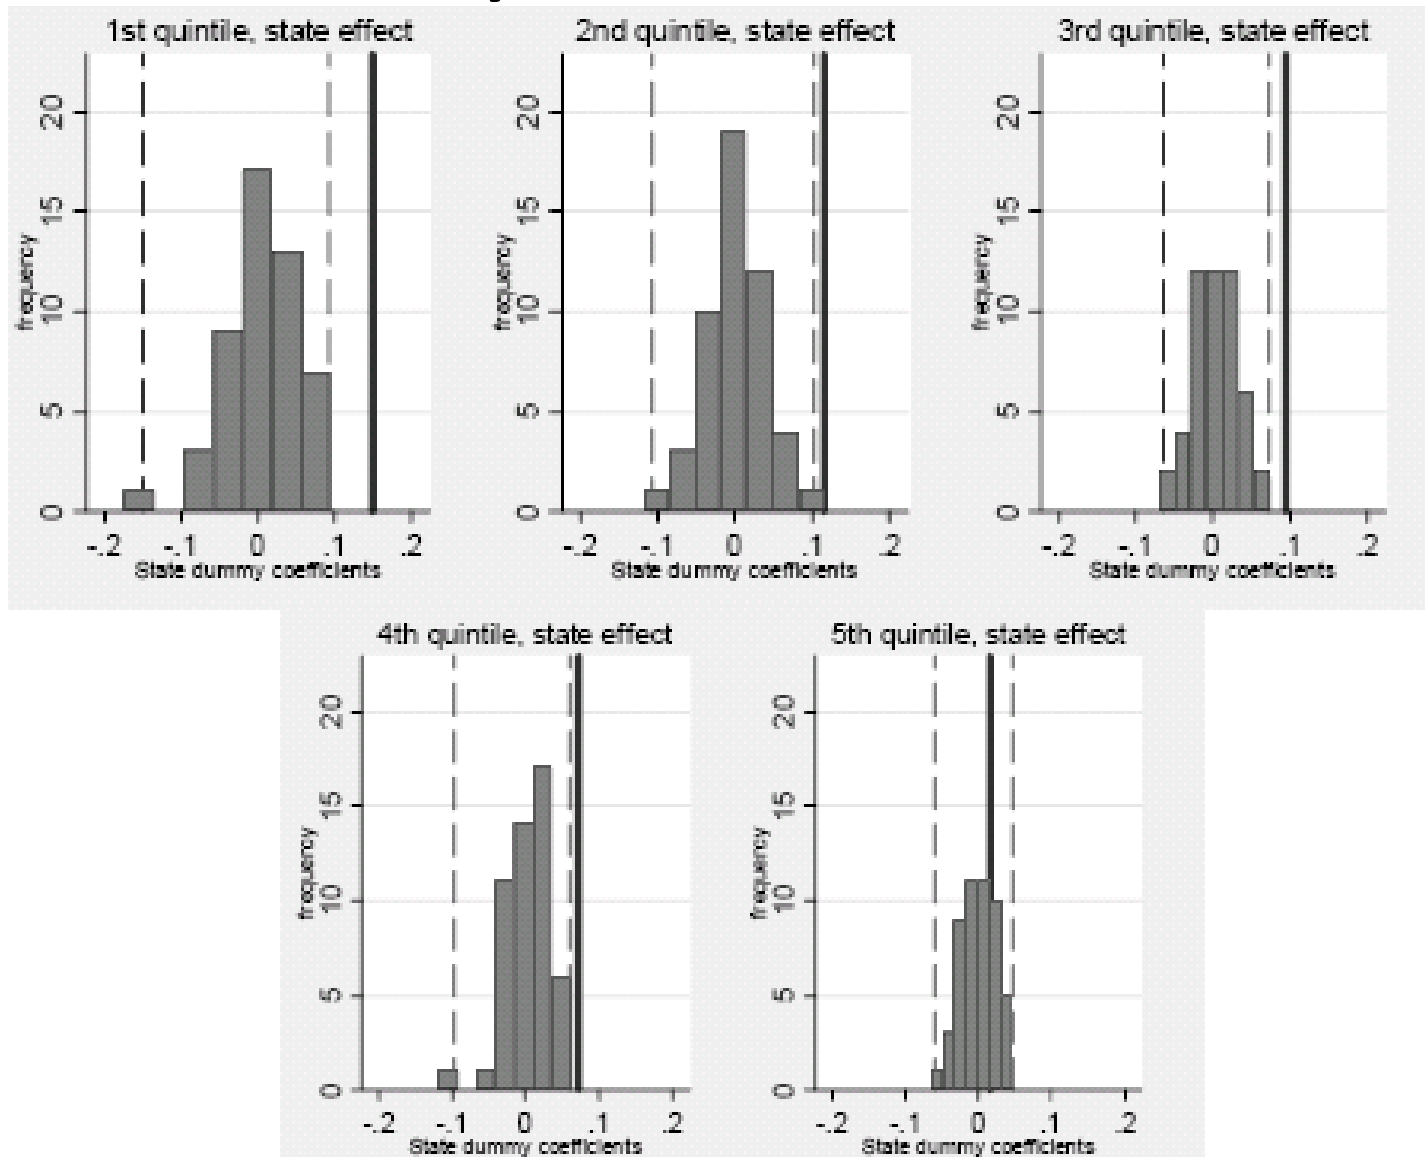 1st quintile, state effect
2nd quintile, state effect
3rd quintile, state effect
frequency
0 5 10 15 20
-.2 -.1 0 .1 .2
State dummy coefficients
frequency
0 5 10 15 20
-.2 -.1 0 .1 .2
State dummy coefficients
frequency
0 5 10 15 20
-.2 -.1 0 .1 .2
State dummy coefficients
4th quintile, state effect
5th quintile, state effect
frequency
0 5 10 15 20
-.2 -.1 0 .1 .2
State dummy coefficients
frequency
0 5 10 15 20
-.2 -.1 0 .1 .2
State dummy coefficients